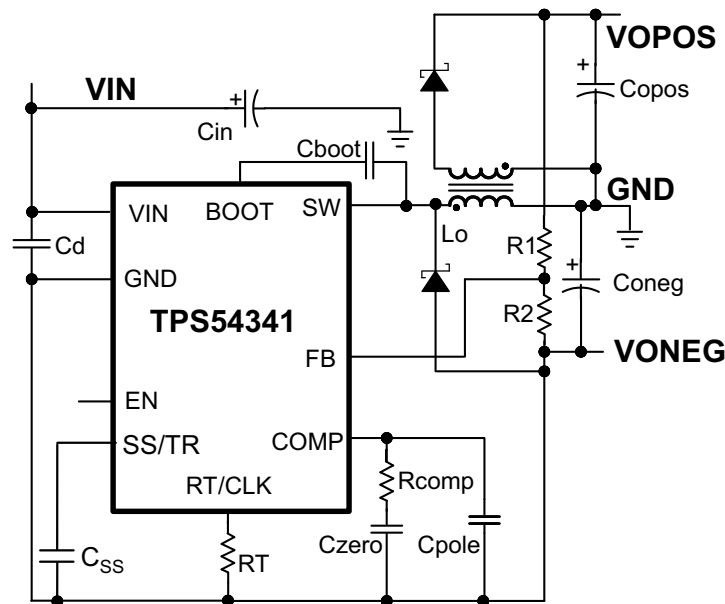 VOPOS
VIN
+
Copos
+
Cin
Cboot
GND
VIN
BOOT
SW
Cd
Lo
R1
+
GND
Coneg
TPS54341
R2
FB
VONEG
EN
COMP
SS/TR
Rcomp
RT/CLK
Czero
Cpole
CSS
RT